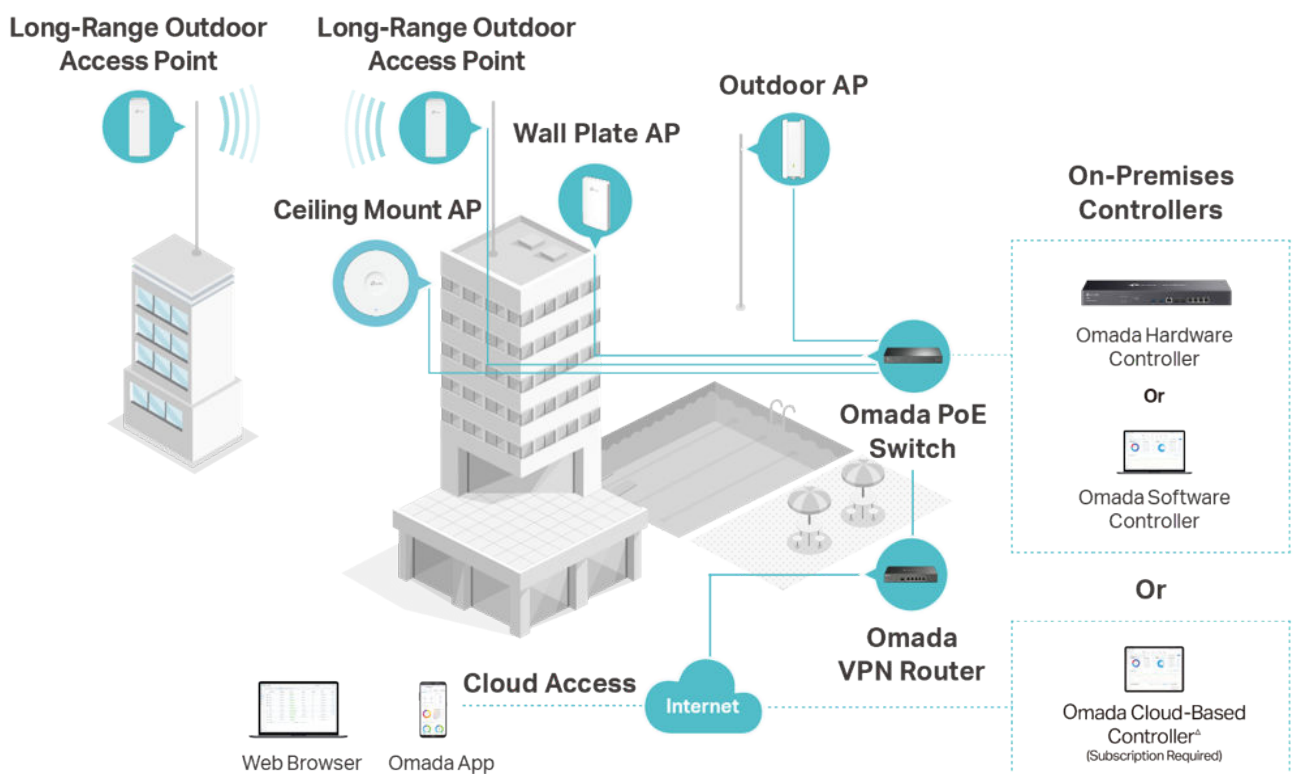 Long-Range Outdoor
Access Point
Long-Range Outdoor
Access Point
Outdoor AP
Wall Plate AP
Ceiling Mount AP
On-Premises
Controllers
Omada Hardware
Controller
Or
Omada PoE
Switch
Omada Software
Controller
Or
Omada
VPN Router
Cloud Access
Internet
Omada Cloud-Based
Controller△
(Subscription Required)
Web Browser
Omada App